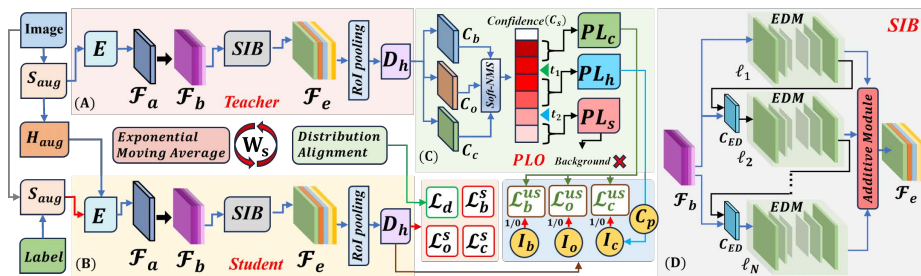 Image
S_aug
H_aug
S_aug
Label
(A)
E
F_a
F_b
SIB
Teacher
F_e
RoI pooling
D_h
Exponential
Moving Average
W_s
Distribution
Alignment
(B)
E
F_a
F_b
SIB
Student
F_e
RoI pooling
D_h
(C)
C_b
C_o
C_c
Soft-NMS
Confidence(C_s)
t_1
t_2
PLO
PL_c
PL_h
PL_s
Background
L_d
L_b^s
L_o^s
L_c^s
L_b^us
L_o^us
L_c^us
C_p
1/0
1/0
1/0
I_b
I_o
I_c
(D)
EDM
SIB
ℓ_1
EDM
C_ED
ℓ_2
F_b
EDM
C_ED
ℓ_N
Additive Module
F_e